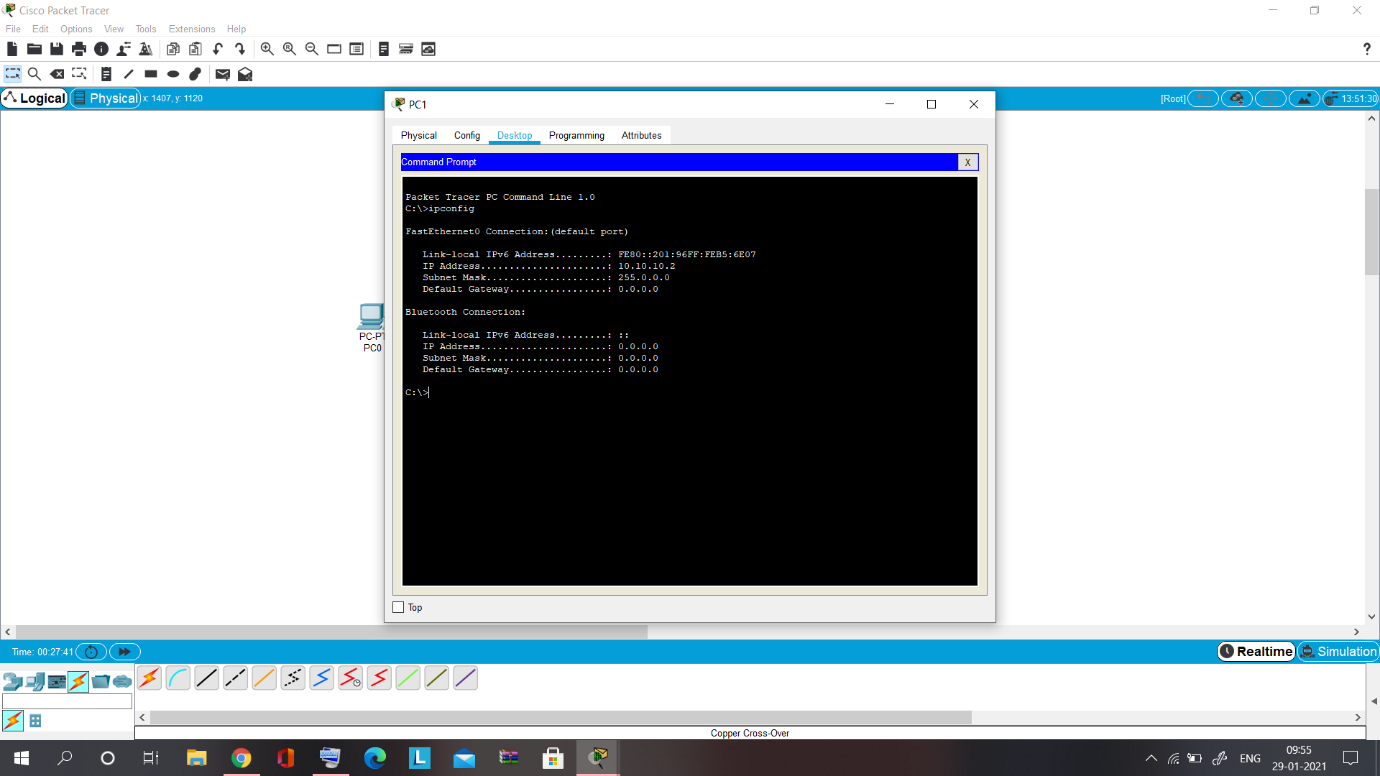 Cisco Packet Tracer
File Edit Options View Tools Extensions Help
?
Logical Physical x: 1407, y: 1120 [Root] 13:51:30
PC1
Physical Config Desktop Programming Attributes
Command Prompt X
Packet Tracer PC Command Line 1.0
C:\>ipconfig
FastEthernet0 Connection:(default port)
Link-local IPv6 Address.........: FE80::201:96FF:FEB5:6E07
IP Address......................: 10.10.10.2
Subnet Mask.....................: 255.0.0.0
Default Gateway.................: 0.0.0.0
Bluetooth Connection:
Link-local IPv6 Address.........: ::
IP Address......................: 0.0.0.0
Subnet Mask.....................: 0.0.0.0
Default Gateway.................: 0.0.0.0
C:\>
PC-PT
PC0
Top
Time: 00:27:41 Realtime Simulation
Copper Cross-Over
L
ENG 09:55
29-01-2021